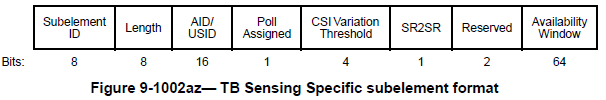 Subelement ID Length AID/ USID Poll Assigned CSI Variation Threshold SR2SR Reserved Availability Window
Bits: 8 8 16 1 4 1 2 64
Figure 9-1002az— TB Sensing Specific subelement format